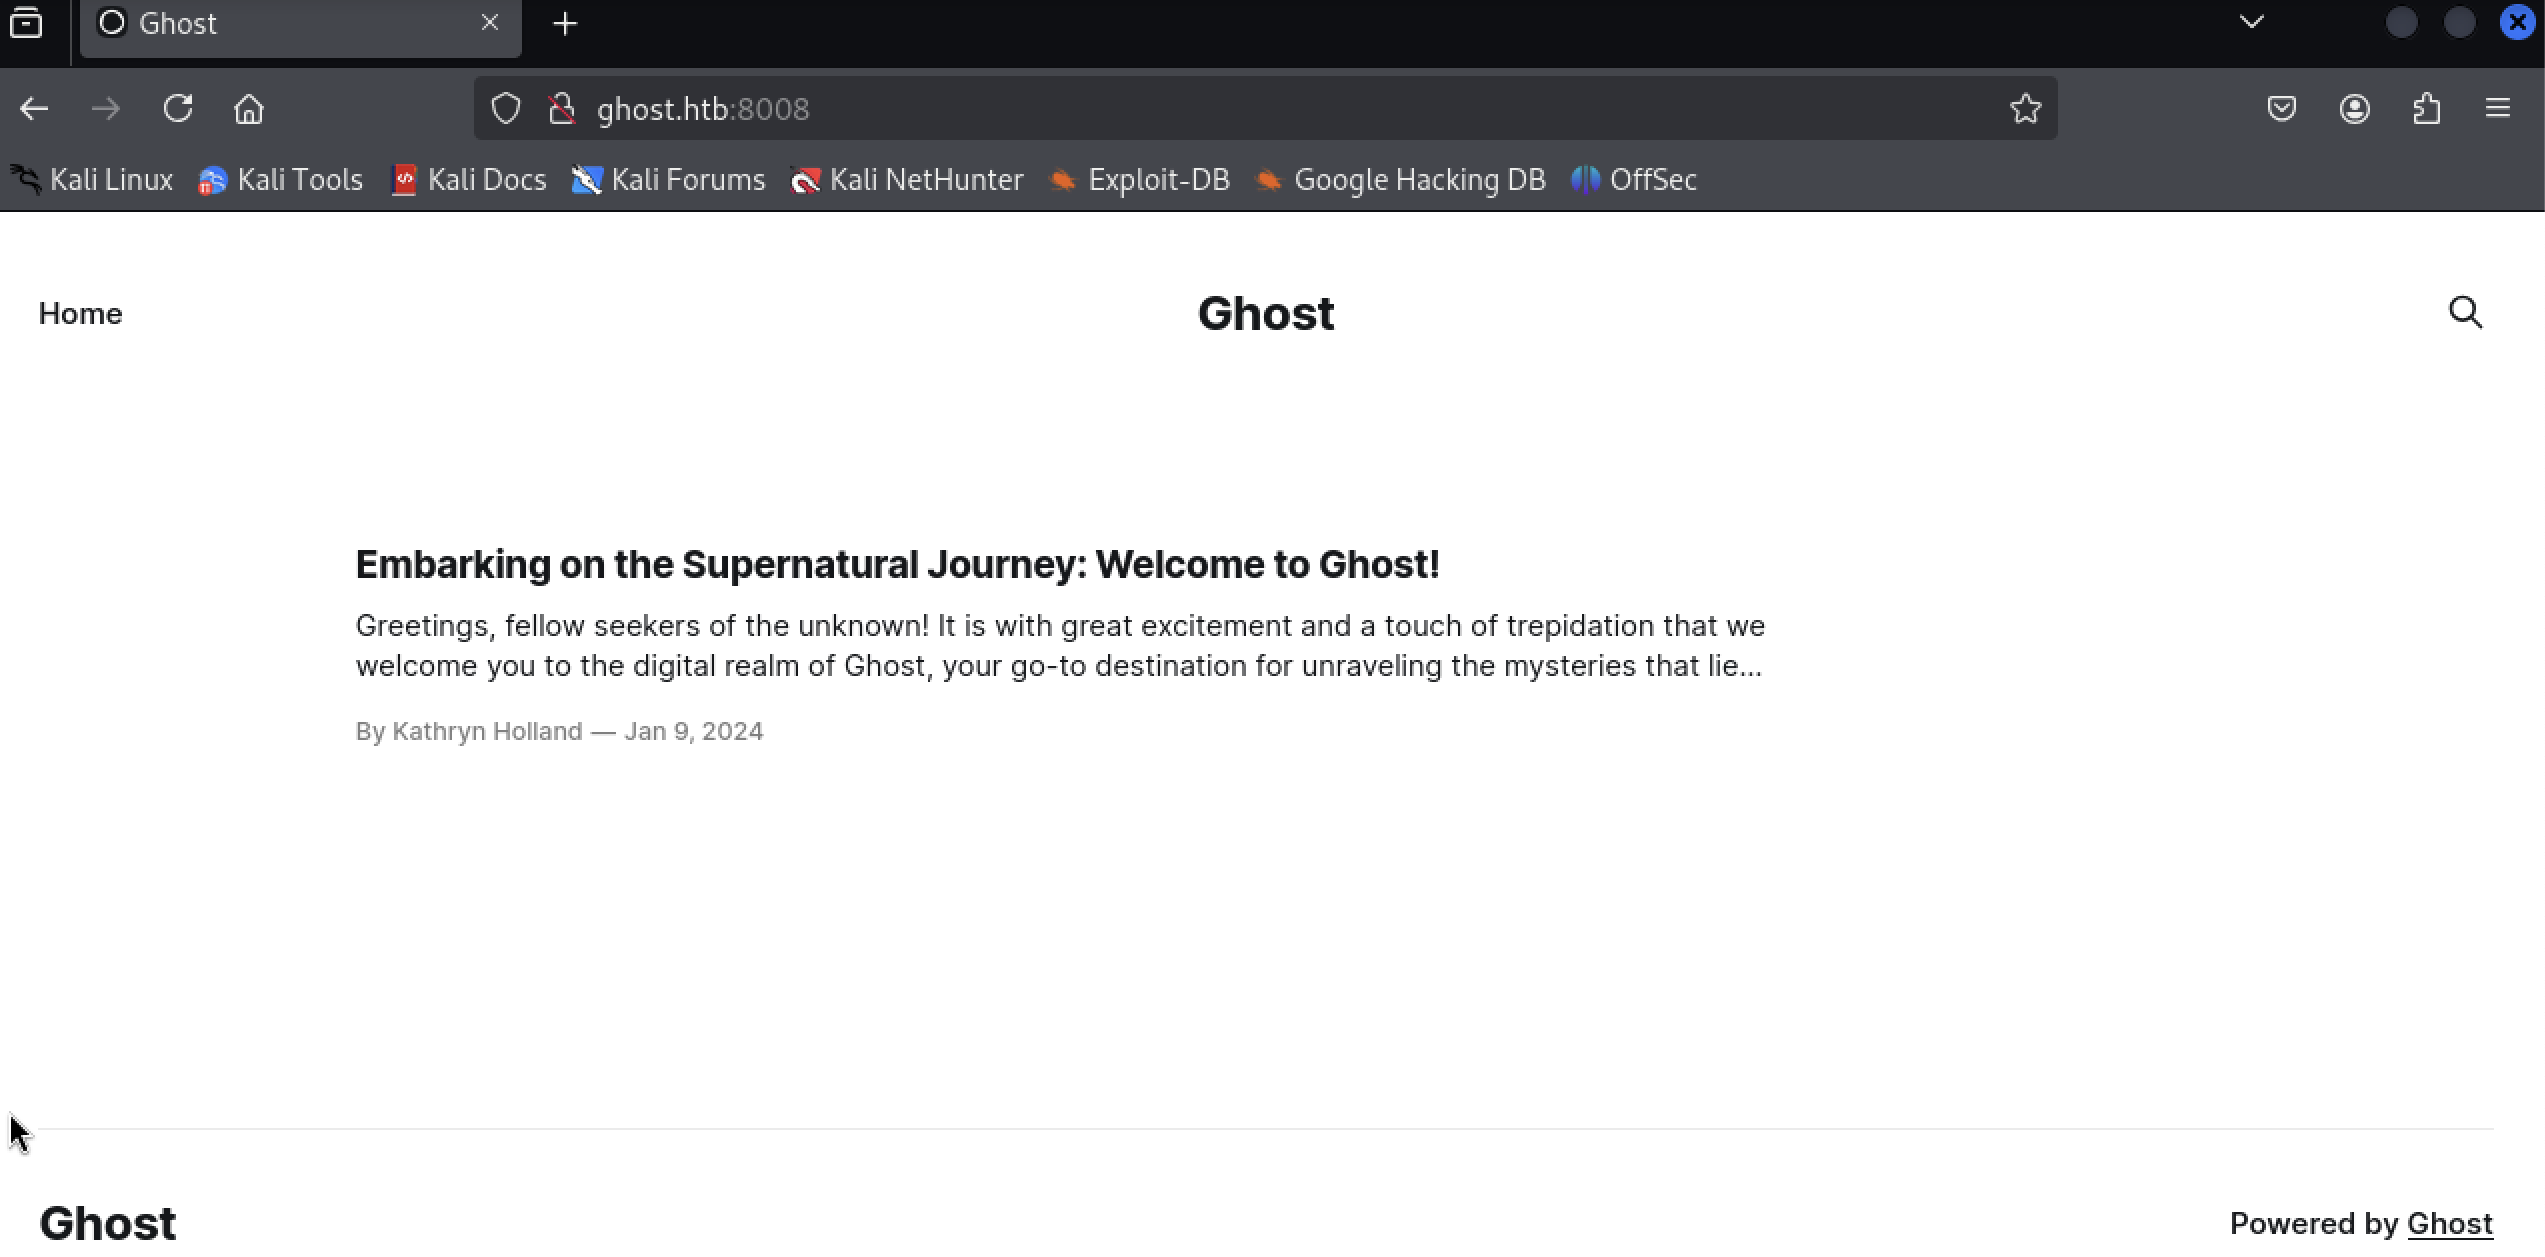 Ghost
ghost.htb:8008
Kali Linux Kali Tools Kali Docs Kali Forums Kali NetHunter Exploit-DB Google Hacking DB OffSec
Home Ghost
Embarking on the Supernatural Journey: Welcome to Ghost!
Greetings, fellow seekers of the unknown! It is with great excitement and a touch of trepidation that we
welcome you to the digital realm of Ghost, your go-to destination for unraveling the mysteries that lie...
By Kathryn Holland — Jan 9, 2024
Ghost Powered by Ghost